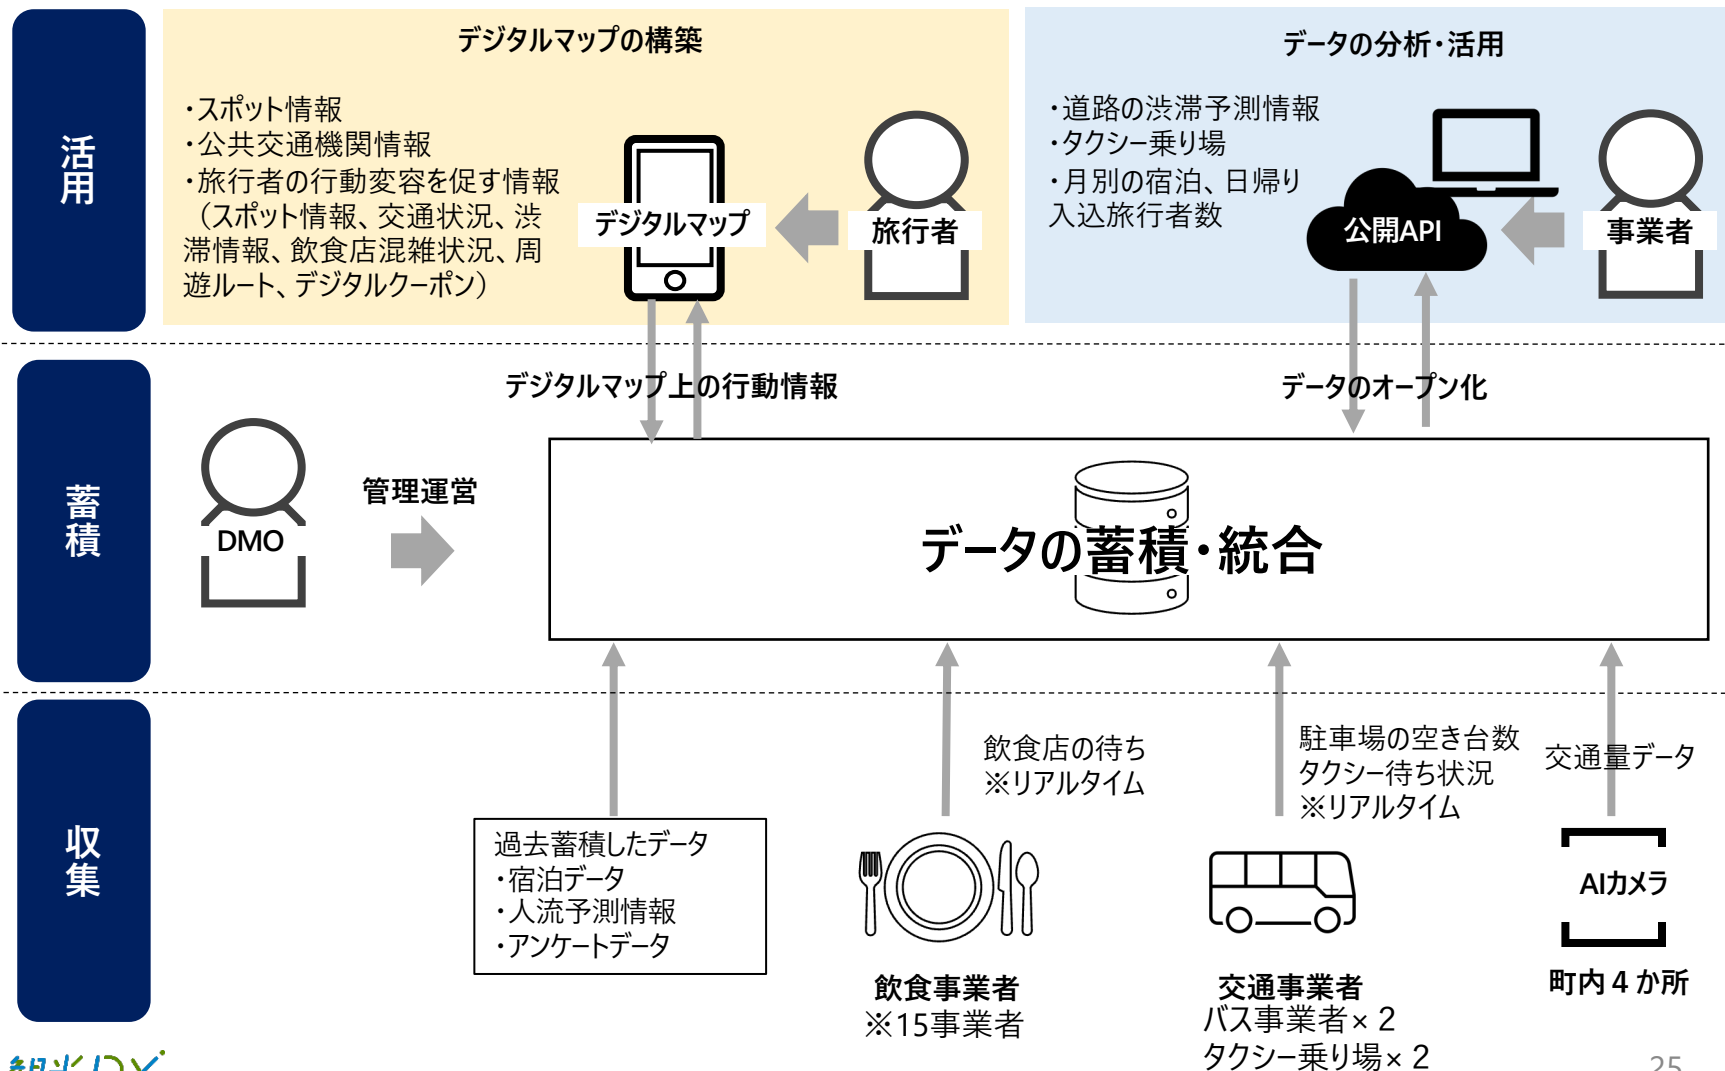 活用
デジタルマップの構築
・スポット情報
・公共交通機関情報
・旅行者の行動変容を促す情報
（スポット情報、交通状況、渋
滞情報、飲食店混雑状況、周
遊ルート、デジタルクーポン）
デジタルマップ
旅行者
データの分析・活用
・道路の渋滞予測情報
・タクシー乗り場
・月別の宿泊、日帰り
入込旅行者数
公開API
事業者
蓄積
デジタルマップ上の行動情報
データのオープン化
DMO
管理運営
データの蓄積・統合
収集
過去蓄積したデータ
・宿泊データ
・人流予測情報
・アンケートデータ
飲食店の待ち
※リアルタイム
飲食事業者
※15事業者
駐車場の空き台数
タクシー待ち状況
※リアルタイム
交通事業者
バス事業者×２
タクシー乗り場×２
交通量データ
AIカメラ
町内４か所
観光DX
25